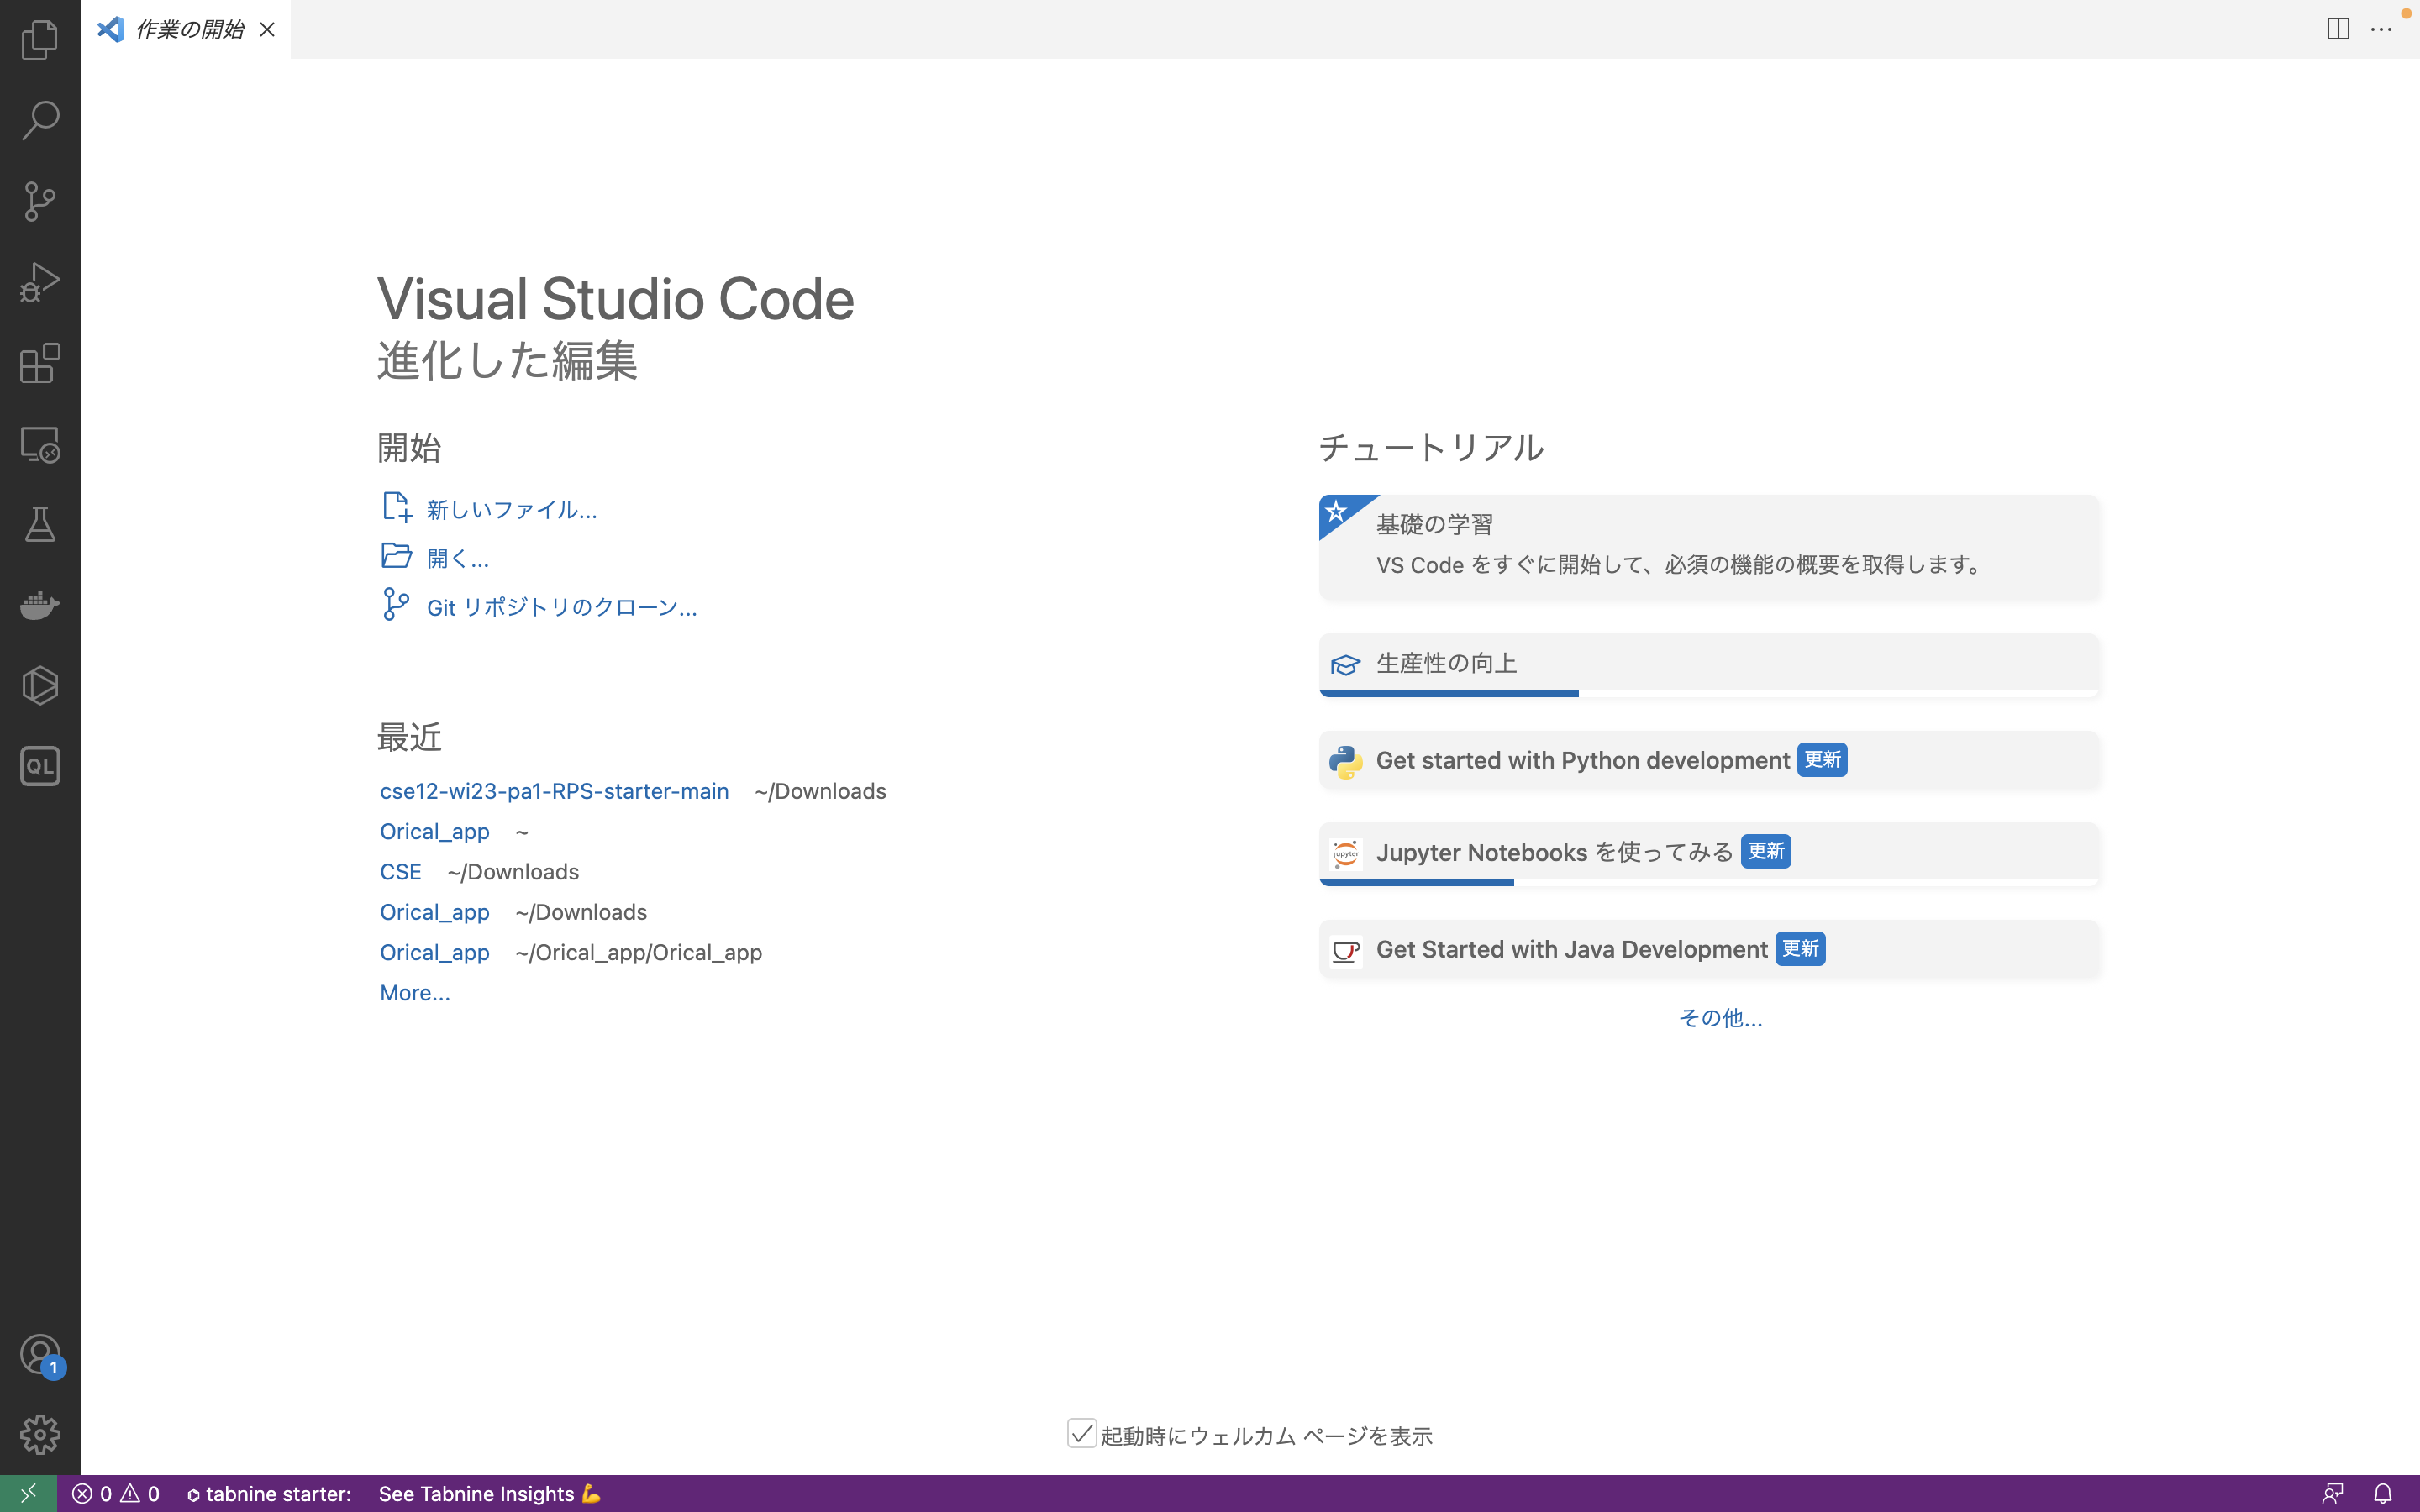 作業の開始
Visual Studio Code
進化した編集
開始
新しいファイル...
開く...
Git リポジトリのクローン...
最近
cse12-wi23-pa1-RPS-starter-main ~/Downloads
Orical_app ~
CSE ~/Downloads
Orical_app ~/Downloads
Orical_app ~/Orical_app/Orical_app
More...
チュートリアル
基礎の学習
VS Code をすぐに開始して、必須の機能の概要を取得します。
生産性の向上
Get started with Python development 更新
jupyter Jupyter Notebooks を使ってみる 更新
Get Started with Java Development 更新
その他...
QL
1
起動時にウェルカム ページを表示
0 0 tabnine starter: See Tabnine Insights 💪